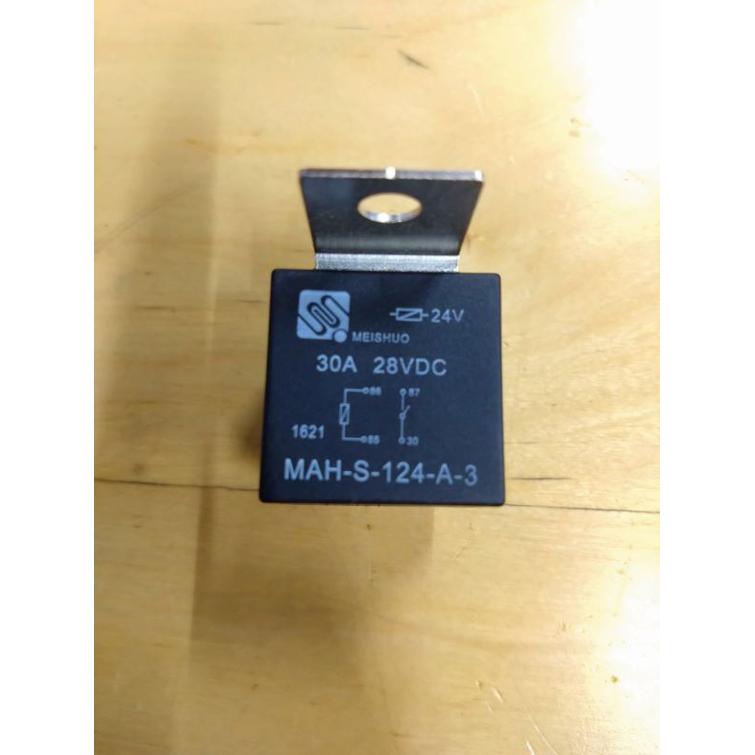 24V
MEISHUO
30A 28VDC
86 87
1621
85 30
MAH-S-124-A-3